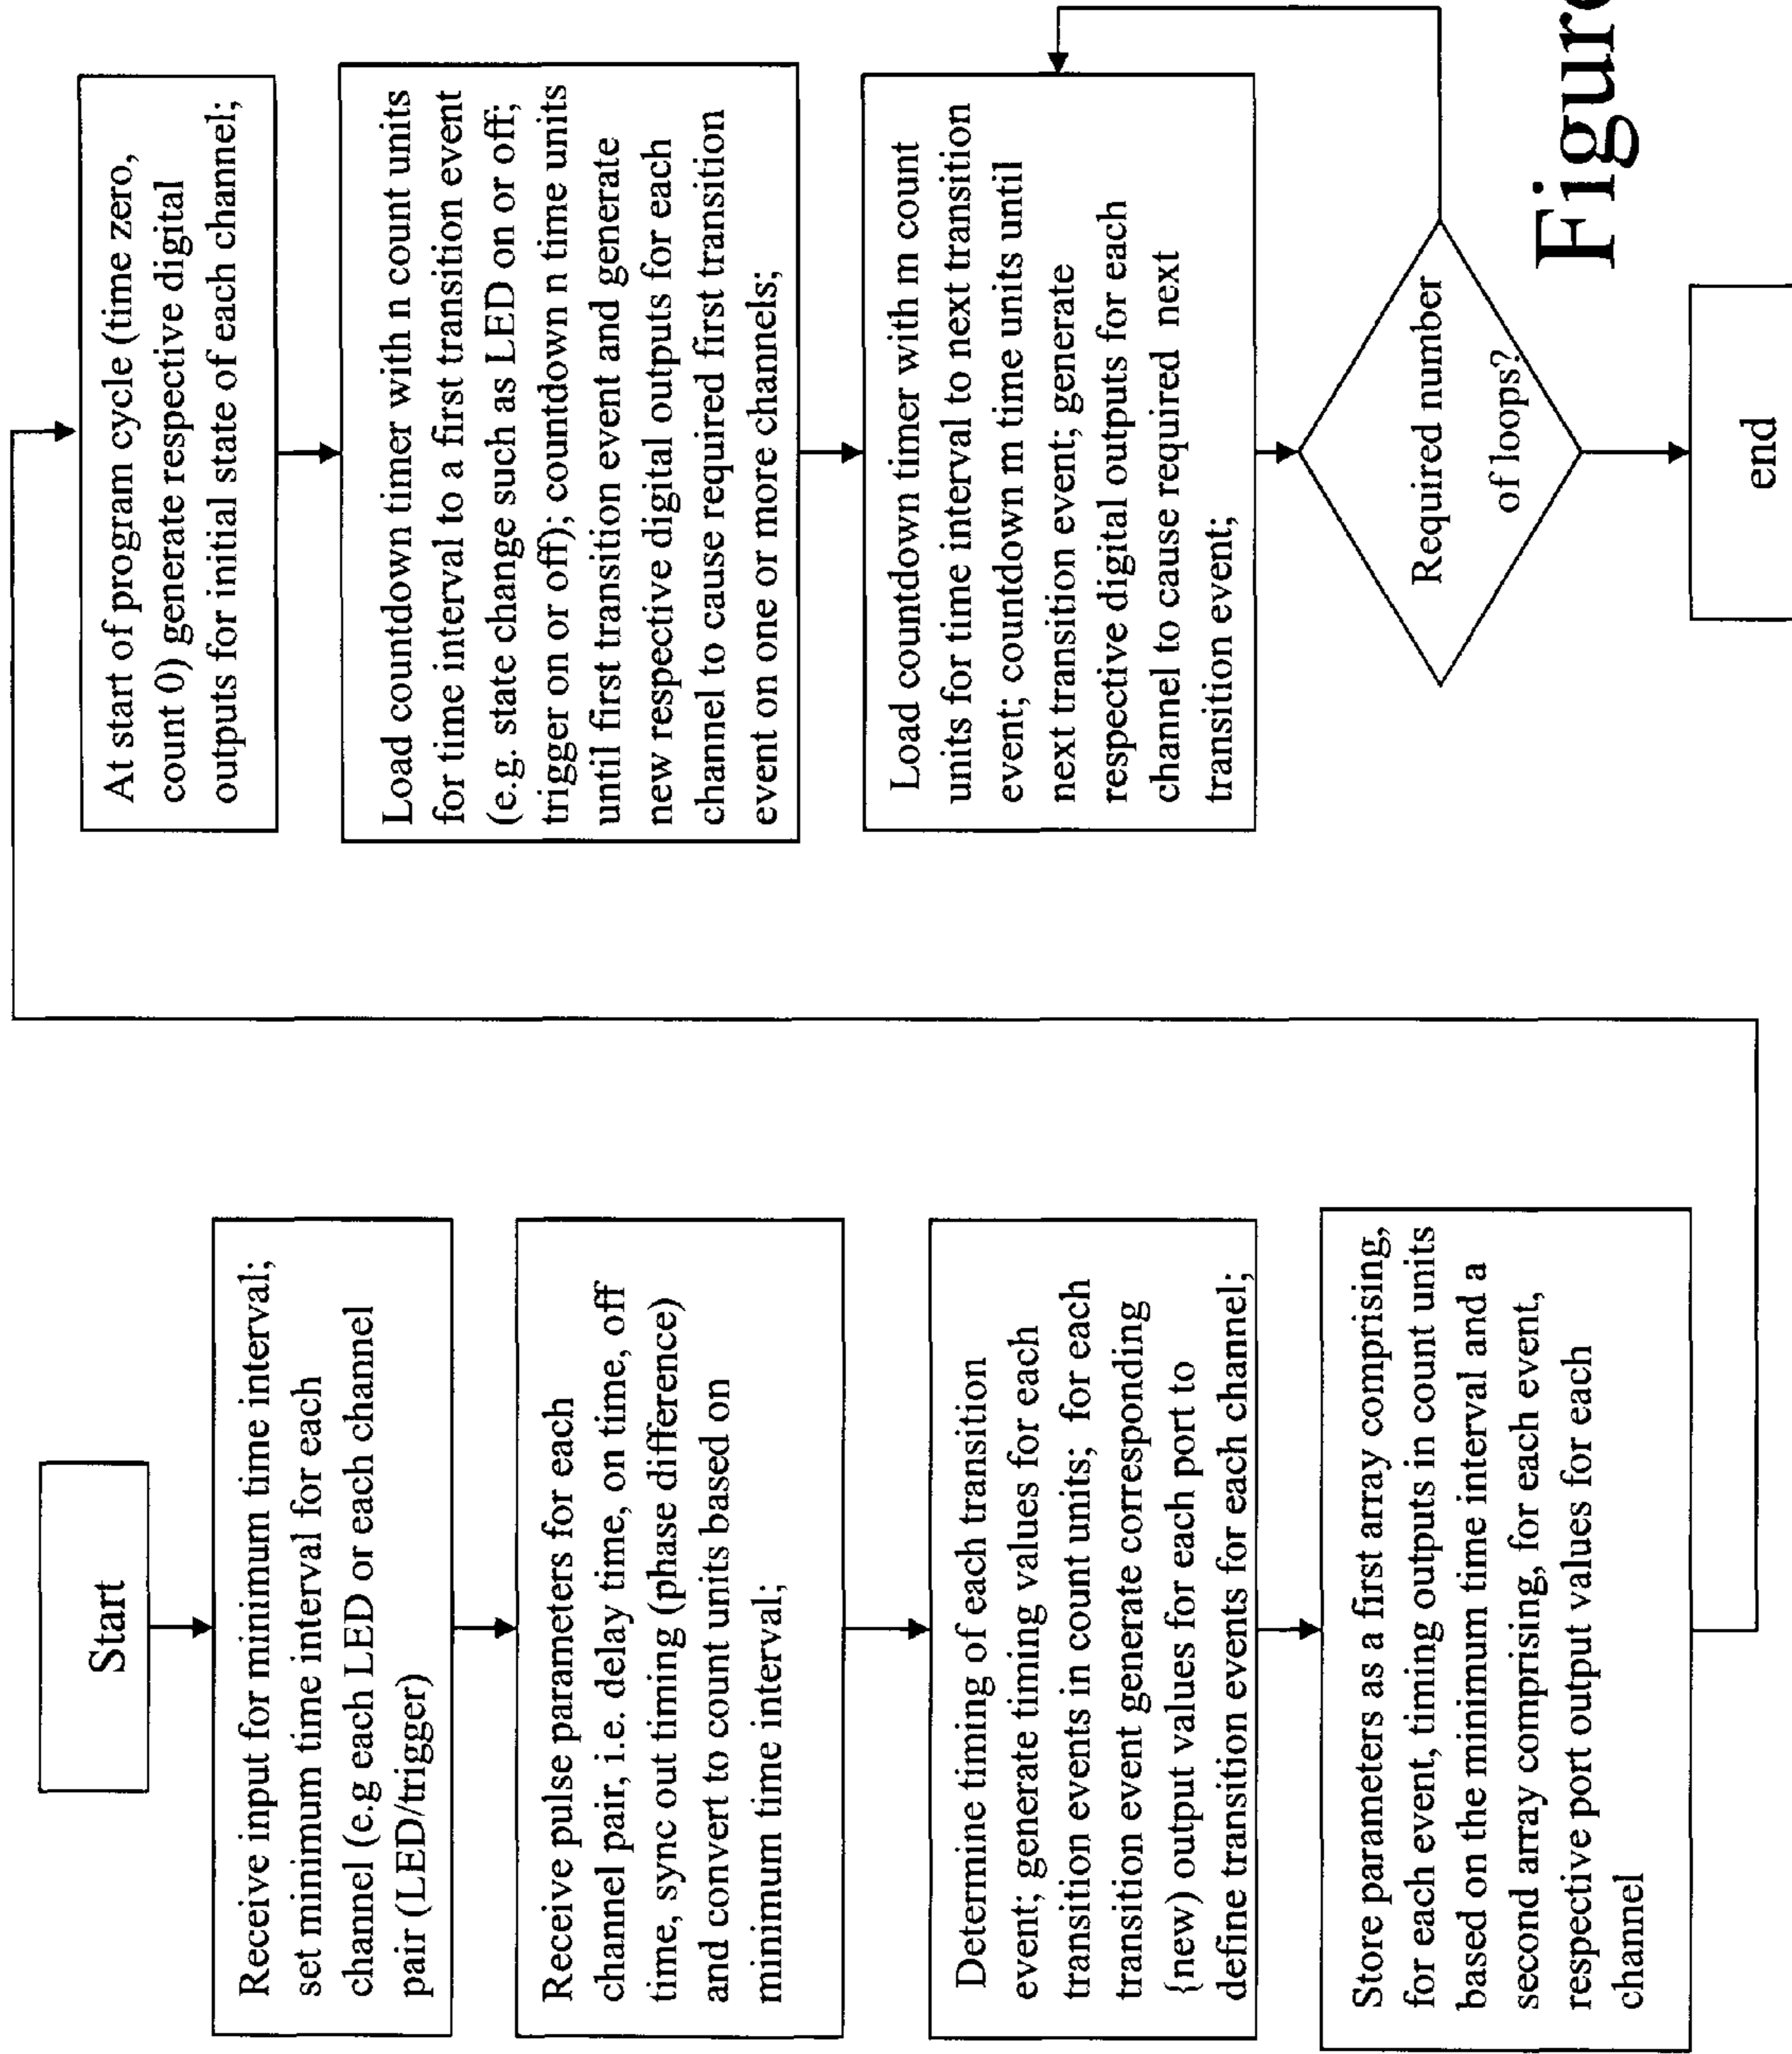 Start
Receive input for minimum time interval;
set minimum time interval for each
channel (e.g each LED or each channel
pair (LED/trigger)
Receive pulse parameters for each
channel pair, i.e. delay time, on time, off
time, sync out timing (phase difference)
and convert to count units based on
minimum time interval;
Determine timing of each transition
event; generate timing values for each
transition events in count units; for each
transition event generate corresponding
{new) output values for each port to
define transition events for each channel;
Store parameters as a first array comprising,
for each event, timing outputs in count units
based on the minimum time interval and a
second array comprising, for each event,
respective port output values for each
channel
At start of program cycle (time zero,
count 0) generate respective digital
outputs for initial state of each channel;
Load countdown timer with n count units
for time interval to a first transition event
(e.g. state change such as LED on or off;
trigger on or off); countdown n time units
until first transition event and generate
new respective digital outputs for each
channel to cause required first transition
event on one or more channels;
Load countdown timer with m count
units for time interval to next transition
event; countdown m time units until
next transition event; generate
respective digital outputs for each
channel to cause required next
transition event;
Required number
of loops?
end
Figure